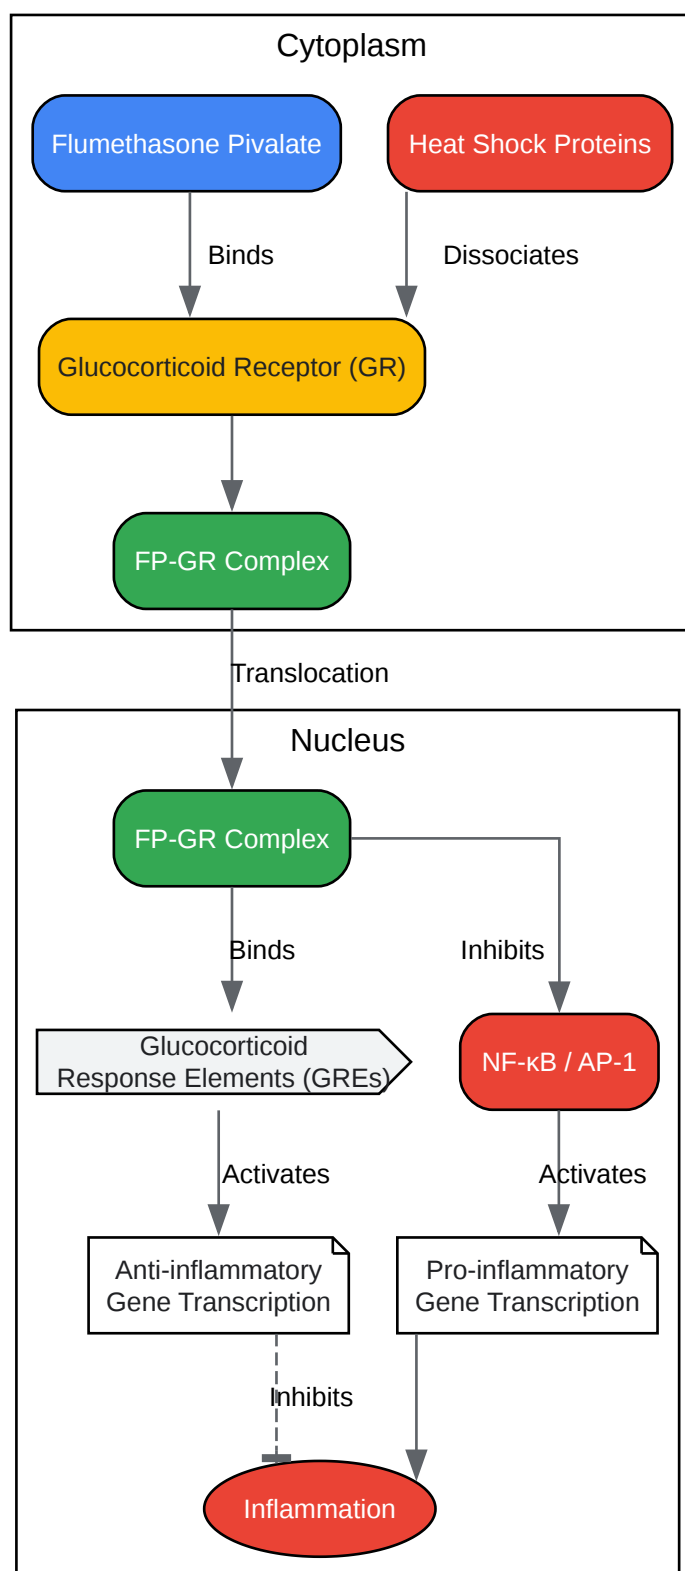 Cytoplasm
Flumethasone Pivalate
Heat Shock Proteins
Binds
Dissociates
Glucocorticoid Receptor (GR)
FP-GR Complex
Translocation
Nucleus
FP-GR Complex
Binds
Inhibits
Glucocorticoid
Response Elements (GREs)
NF-κB / AP-1
Activates
Activates
Anti-inflammatory
Gene Transcription
Pro-inflammatory
Gene Transcription
Inhibits
Inflammation